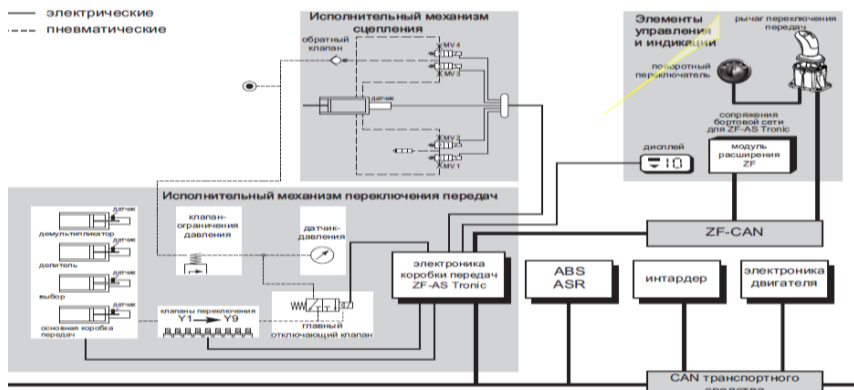 электрические
пневматические
Исполнительный механизм
сцепления
обратный
клапан
MV 4
MV 3
датчик
MV 2
MV 1
Элементы
управления
и индикации
рычаг переключения
передач
поворотный
переключатель
сопряжения
бортовой сети
для ZF-AS Tronic
дисплей
10
модуль
расширения
ZF
ZF-CAN
Исполнительный механизм переключения передач
датчик
демультипликатор
датчик
делитель
датчик
выбор
датчик
основная коробка
передач
клапан-
ограничения
давления
датчик-
давления
клапаны переключения
Y1 Y9
главный
отключающий клапан
электроника
коробки передач
ZF-AS Tronic
ABS
ASR
интардер
электроника
двигателя
CAN транспортного
средства